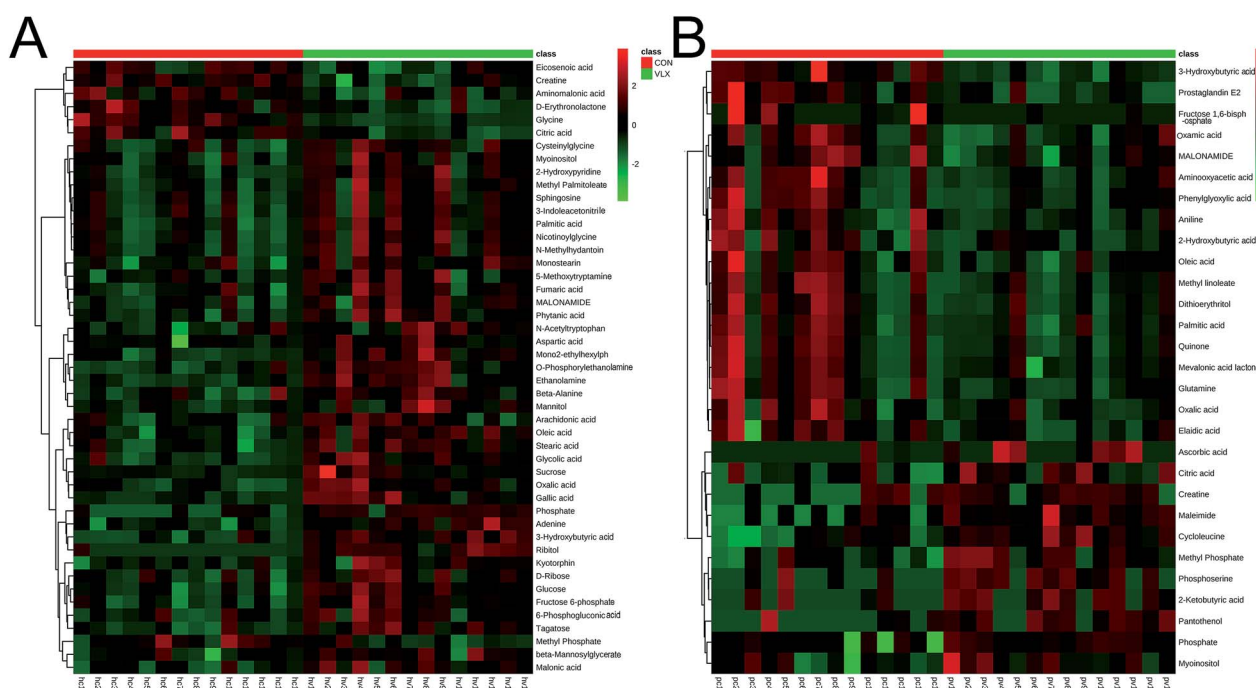 A
class
Eicosenoic acid
Creatine
Aminomalonic acid
D-Erythronolactone
Glycine
Citric acid
Cysteinylglycine
Myoinositol
2-Hydroxypyridine
Methyl Palmitoleate
Sphingosine
3-Indoleacetonitrile
Palmitic acid
Nicotinoylglycine
N-Methylhydantoin
Monostearin
5-Methoxytryptamine
Fumaric acid
MALONAMIDE
Phytanic acid
N-Acetyltryptophan
Aspartic acid
Mono2-ethylhexylph
O-Phosphorylethanolamine
Ethanolamine
Beta-Alanine
Mannitol
Arachidonic acid
Oleic acid
Stearic acid
Glycolic acid
Sucrose
Oxalic acid
Gallic acid
Phosphate
Adenine
3-Hydroxybutyric acid
Ribitol
Kyotorphin
D-Ribose
Glucose
Fructose 6-phosphate
6-Phosphogluconic acid
Tagatose
Methyl Phosphate
beta-Mannosylglycerate
Malonic acid
class
CON
VLX
2
1
0
-1
-2
B
class
3-Hydroxybutyric acid
Prostaglandin E2
Fructose 1,6-bisph
-osphate
Oxamic acid
MALONAMIDE
Aminooxyacetic acid
Phenylglyoxylic acid
Aniline
2-Hydroxybutyric acid
Oleic acid
Methyl linoleate
Dithioerythritol
Palmitic acid
Quinone
Mevalonic acid lacton
Glutamine
Oxalic acid
Elaidic acid
Ascorbic acid
Citric acid
Creatine
Maleimide
Cycloleucine
Methyl Phosphate
Phosphoserine
2-Ketobutyric acid
Pantothenol
Phosphate
Myoinositol